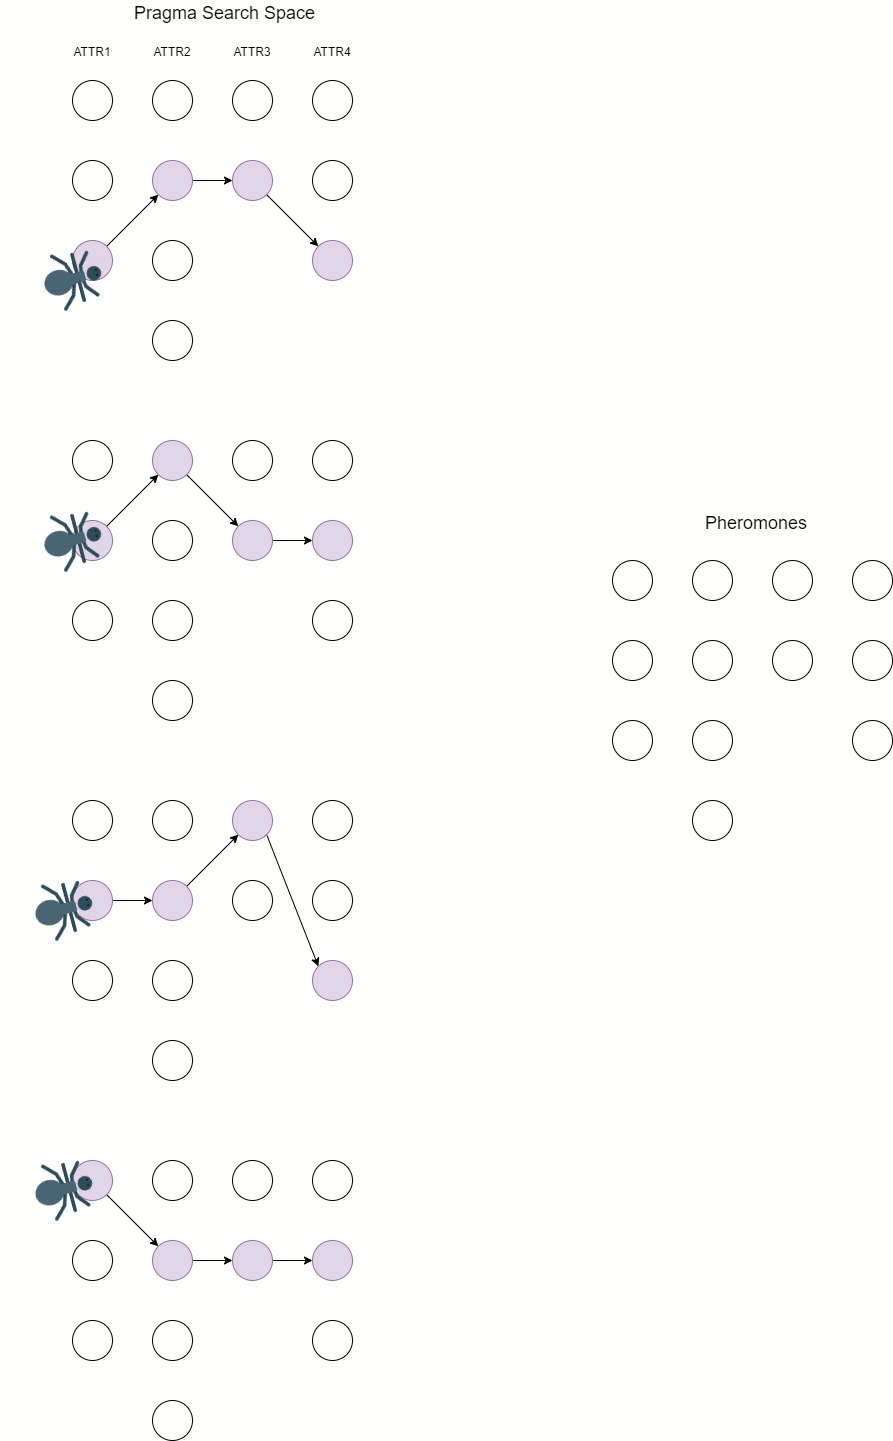 Pragma Search Space
ATTR1 ATTR2 ATTR3 ATTR4
Pheromones